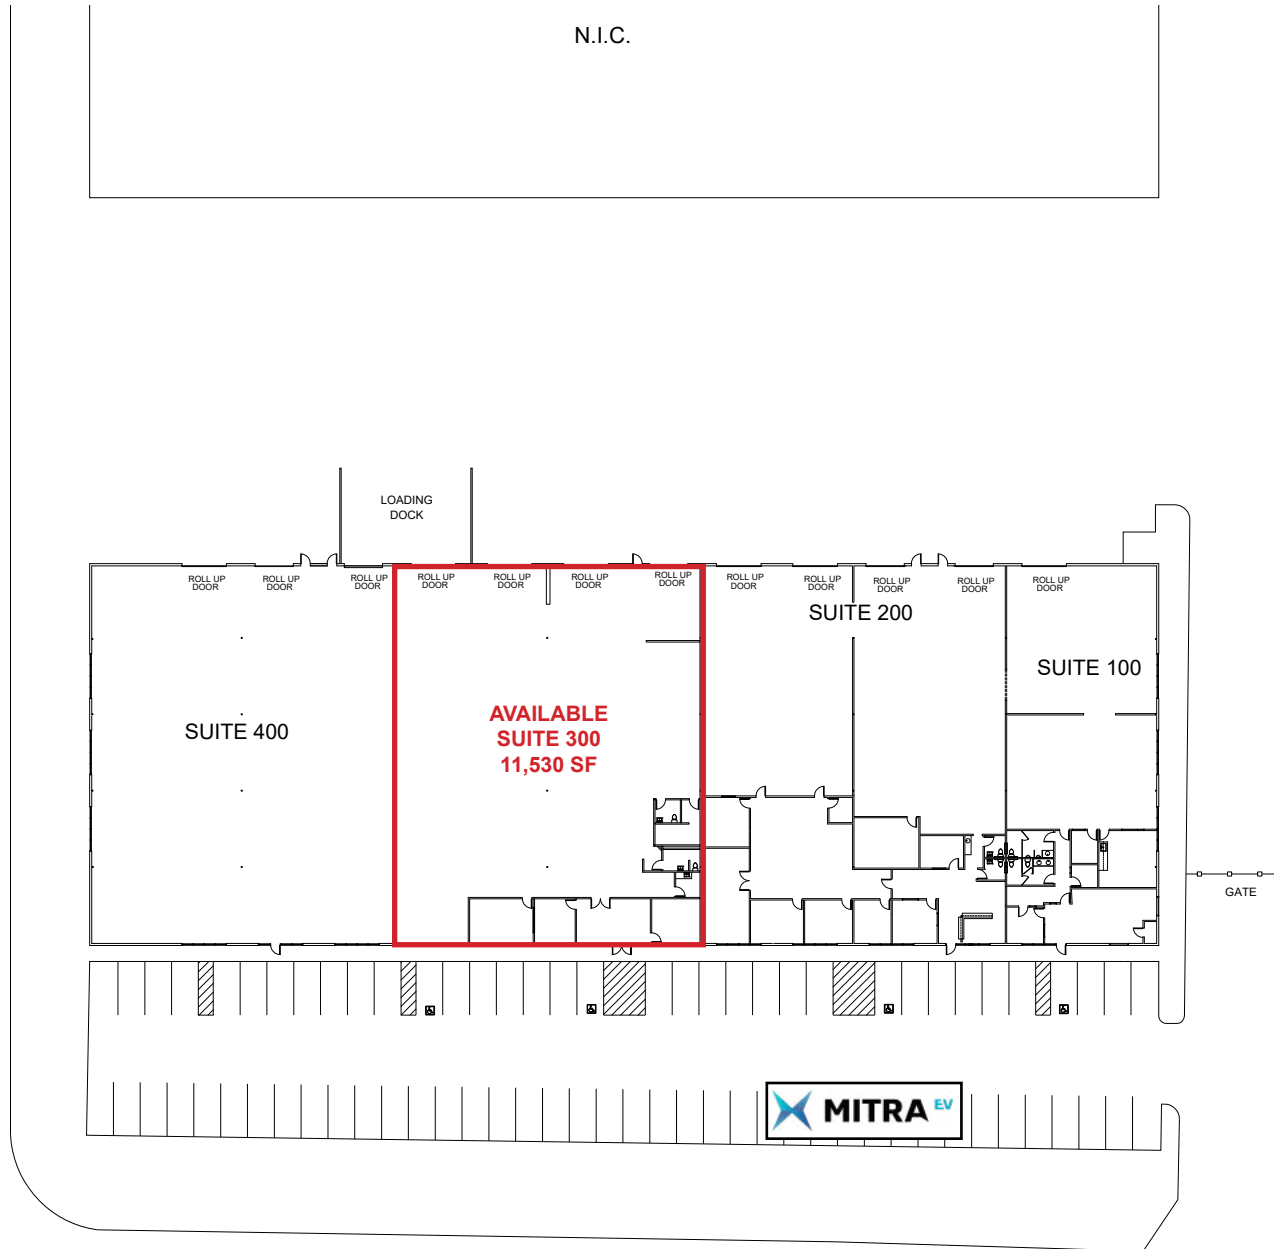 N.I.C.
LOADING
DOCK
ROLL UP
DOOR
ROLL UP
DOOR
ROLL UP
DOOR
ROLL UP
DOOR
ROLL UP
DOOR
ROLL UP
DOOR
ROLL UP
DOOR
ROLL UP
DOOR
ROLL UP
DOOR
ROLL UP
DOOR
ROLL UP
DOOR
ROLL UP
DOOR
SUITE 200
SUITE 100
SUITE 400
AVAILABLE
SUITE 300
11,530 SF
GATE
MITRA EV